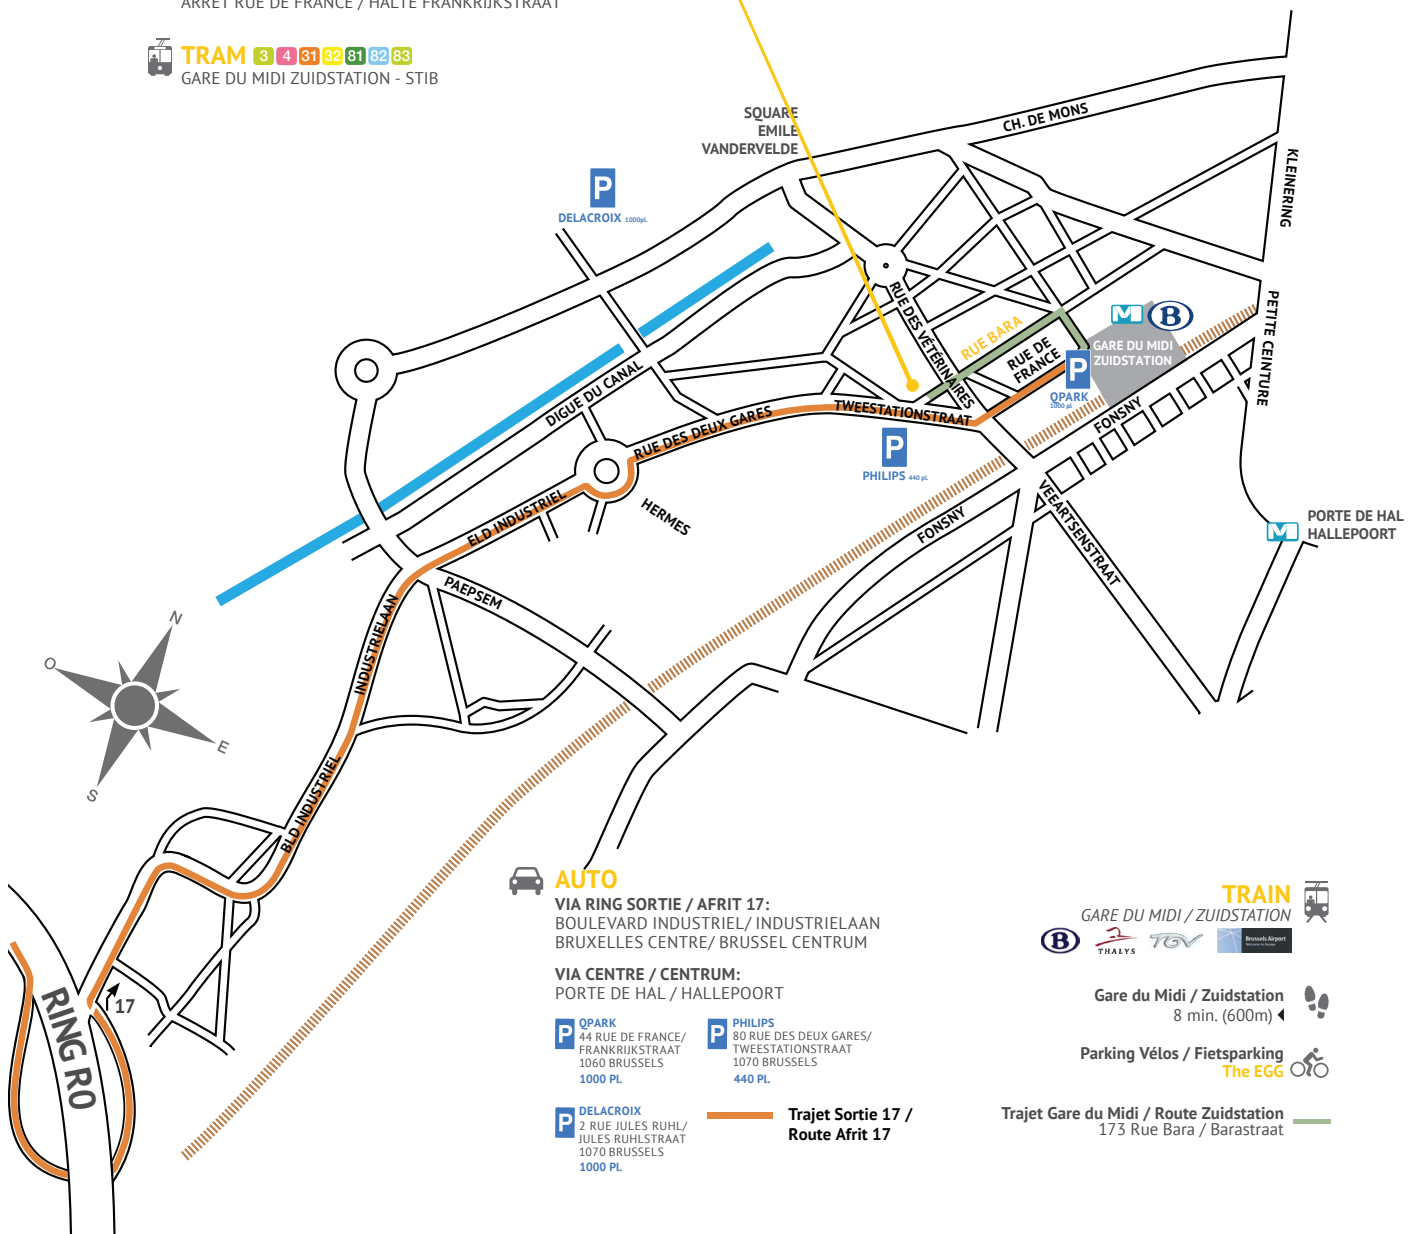 ARRÊT RUE DE FRANCE / HALTE FRANKRIJKSTRAAT
TRAM 3 4 31 32 81 82 83
GARE DU MIDI ZUIDSTATION - STIB
SQUARE
EMILE
VANDERVELDE
CH. DE MONS
KLEINERING
P
DELACROIX 1000pl.
PETITE CEINTURE
RUE DES VÉTÉRINAIRES
RUE BARA
RUE DE
FRANCE
M B
GARE DU MIDI
ZUIDSTATION
P
QPARK
1000 pl
FONSNY
DIGUE DU CANAL
RUE DES DEUX GARES
TWEESTATIONSTRAAT
P
PHILIPS 440 pl.
HERMES
ELD INDUSTRIEL
FONSNY
VEEARTSENSTRAAT
M
PORTE DE HAL
HALLEPOORT
PAEPSEM
INDUSTRIELAAN
N
O
E
S
BLD INDUSTRIEL
RING R0
17
AUTO
VIA RING SORTIE / AFRIT 17:
BOULEVARD INDUSTRIEL/ INDUSTRIELAAN
BRUXELLES CENTRE/ BRUSSEL CENTRUM
VIA CENTRE / CENTRUM:
PORTE DE HAL / HALLEPOORT
P
QPARK
44 RUE DE FRANCE/
FRANKRIJKSTRAAT
1060 BRUSSELS
1000 PL.
P
PHILIPS
80 RUE DES DEUX GARES/
TWEESTATIONSTRAAT
1070 BRUSSELS
440 PL.
P
DELACROIX
2 RUE JULES RUHL/
JULES RUHLSTRAAT
1070 BRUSSELS
1000 PL.
Trajet Sortie 17 /
Route Afrit 17
TRAIN
GARE DU MIDI / ZUIDSTATION
B THALYS TGV Brussels Airport
Gare du Midi / Zuidstation
8 min. (600m)
Parking Vélos / Fietsparking
The EGG
Trajet Gare du Midi / Route Zuidstation
173 Rue Bara / Barastraat